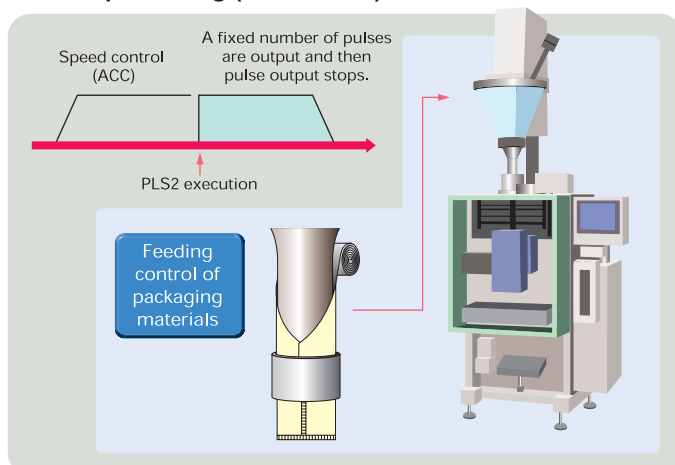 A fixed number of pulses
are output and then
pulse output stops.
Speed control
(ACC)
PLS2 execution
Feeding
control of
packaging
materials